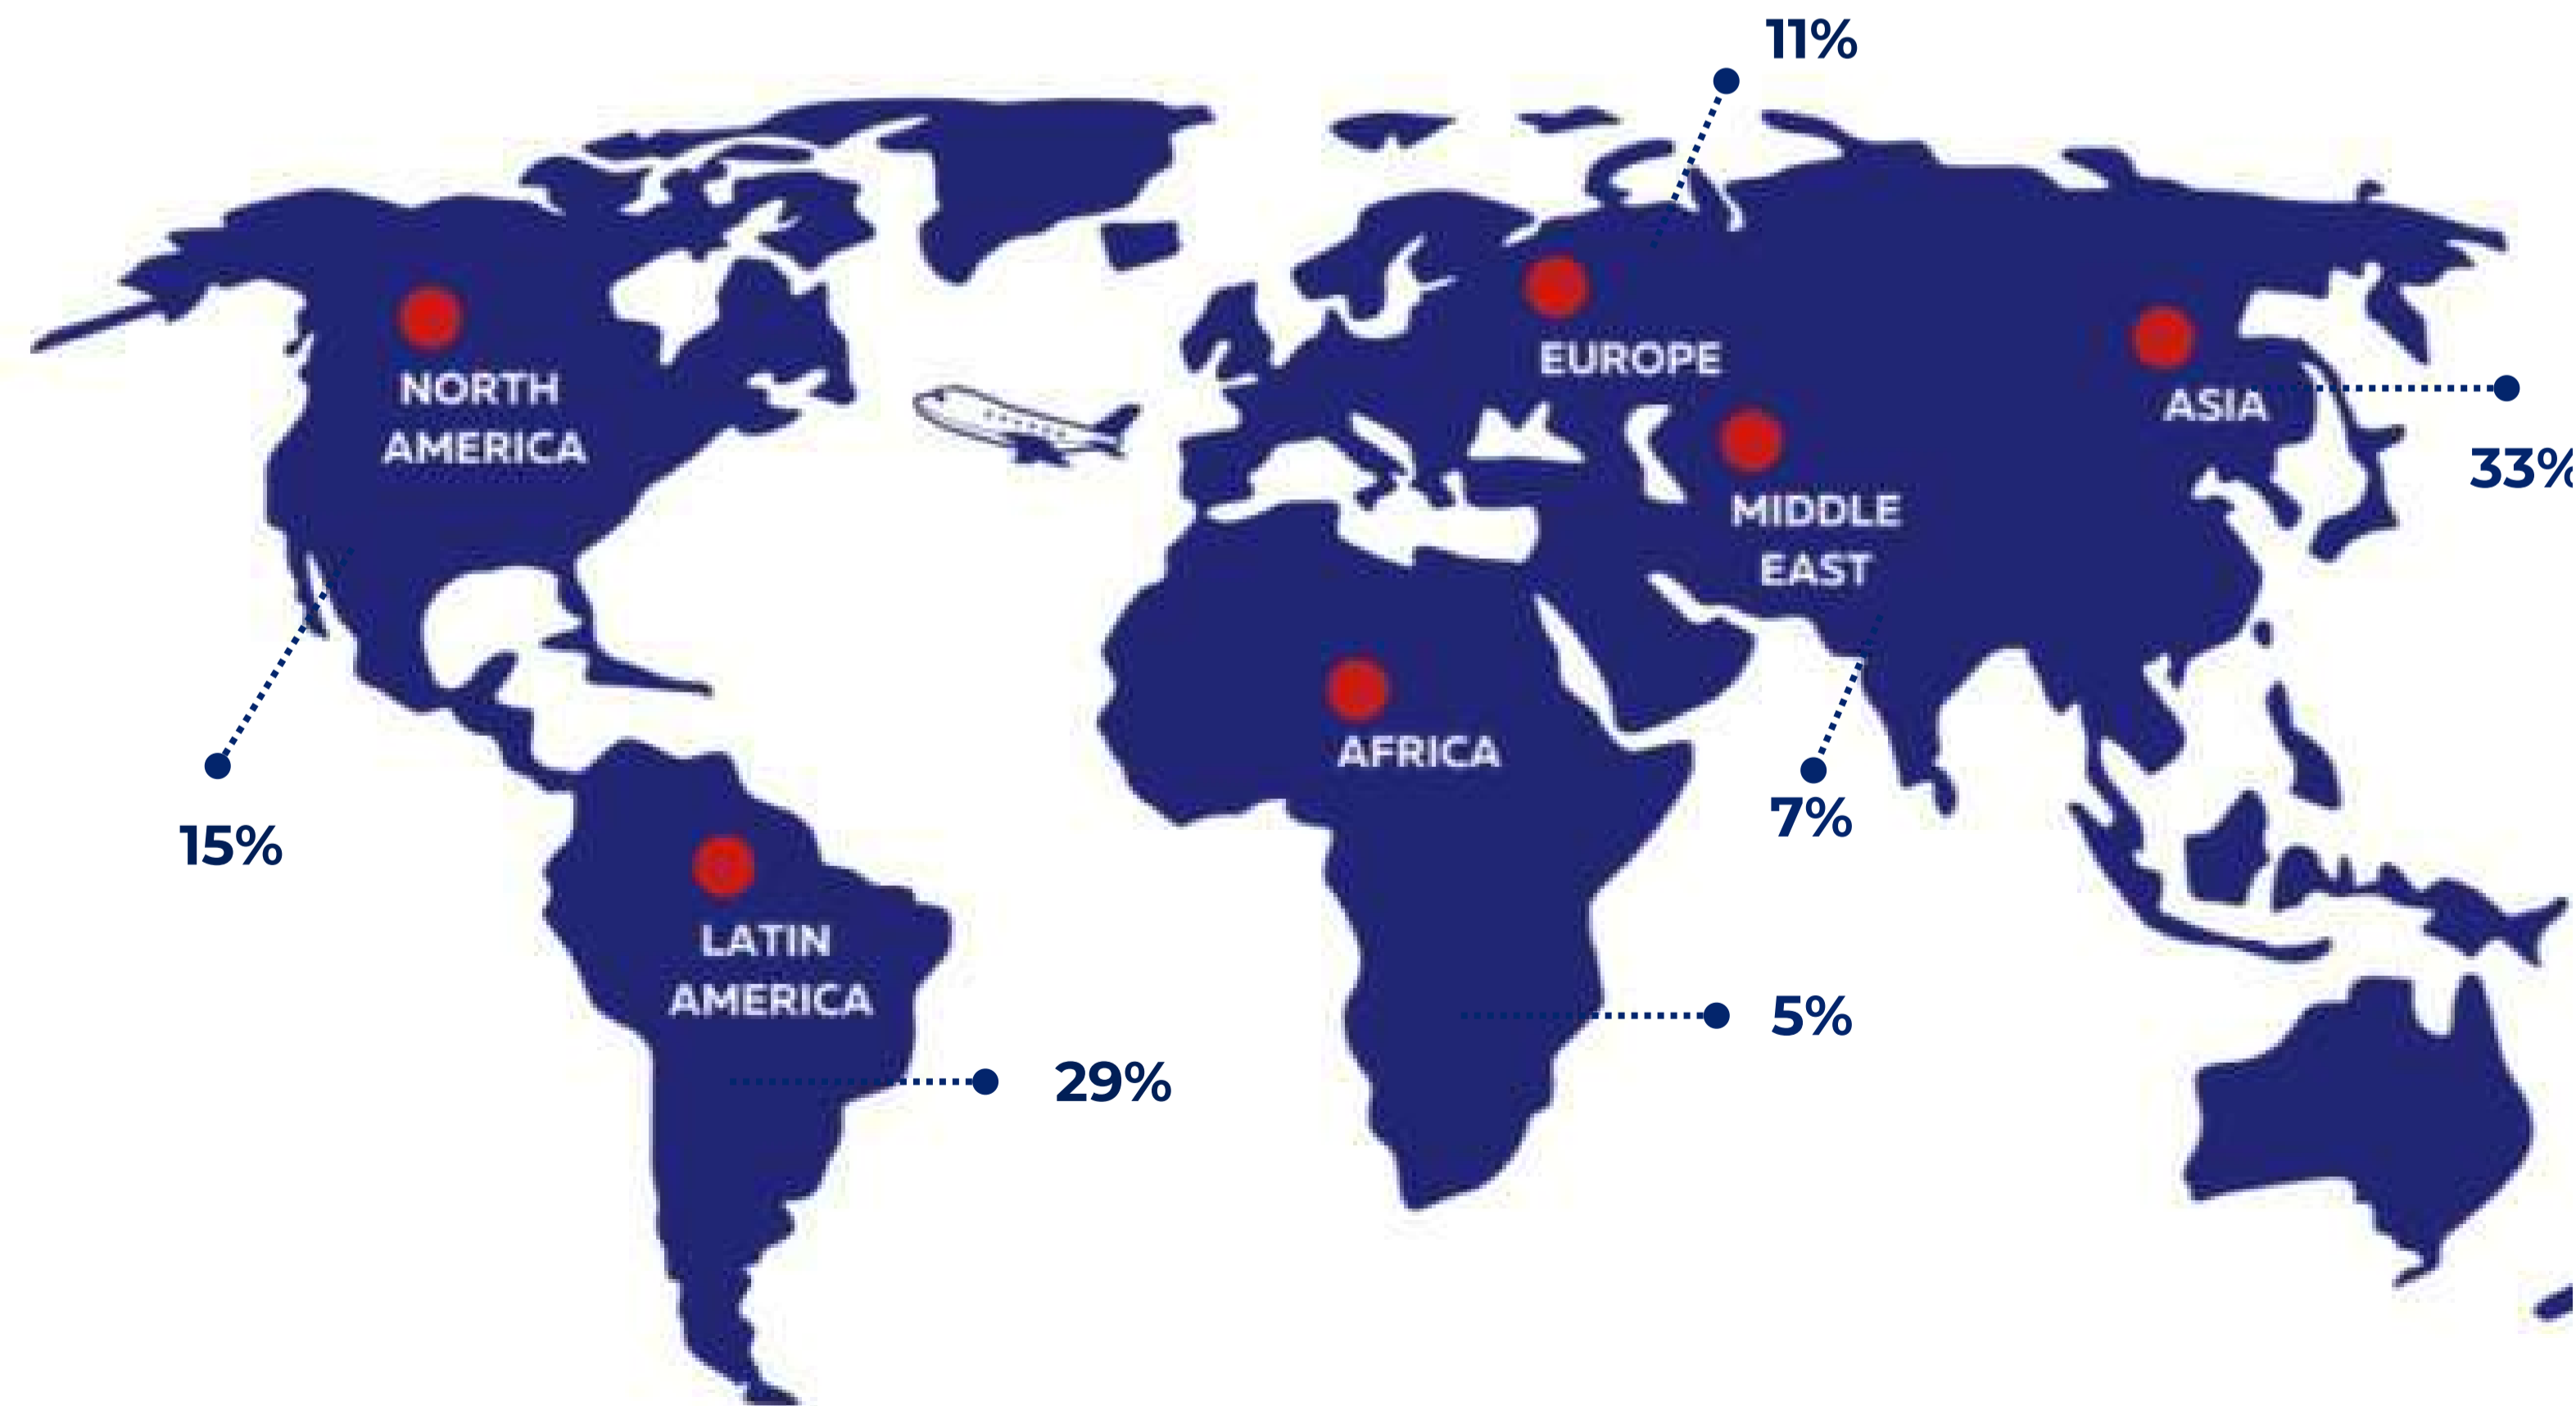 11%
EUROPE
NORTH
AMERICA
ASIA
33%
MIDDLE
EAST
AFRICA
7%
15%
LATIN
AMERICA
5%
29%